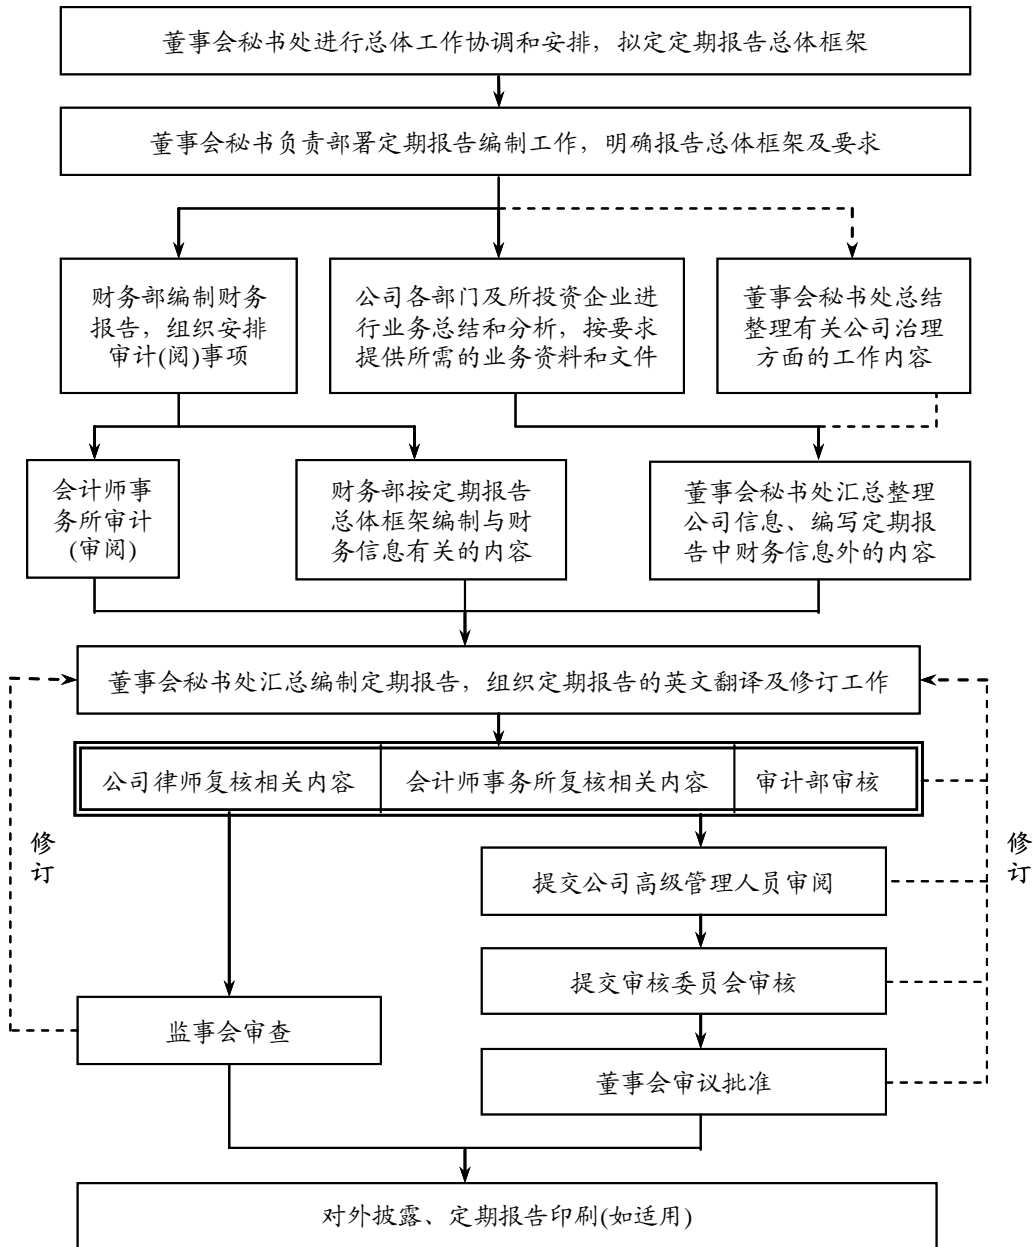 董事会秘书处进行总体工作协调和安排，拟定定期报告总体框架
董事会秘书负责部署定期报告编制工作，明确报告总体框架及要求
财务部编制财务
报告，组织安排
审计(阅)事项
公司各部门及所投资企业进
行业务总结和分析，按要求
提供所需的业务资料和文件
董事会秘书处总结
整理有关公司治理
方面的工作内容
会计师事
务所审计
(审阅)
财务部按定期报告
总体框架编制与财
务信息有关的内容
董事会秘书处汇总整理
公司信息、编写定期报
告中财务信息外的内容
董事会秘书处汇总编制定期报告，组织定期报告的英文翻译及修订工作
公司律师复核相关内容
会计师事务所复核相关内容
审计部审核
修
订
修
订
提交公司高级管理人员审阅
提交审核委员会审核
监事会审查
董事会审议批准
对外披露、定期报告印刷(如适用)